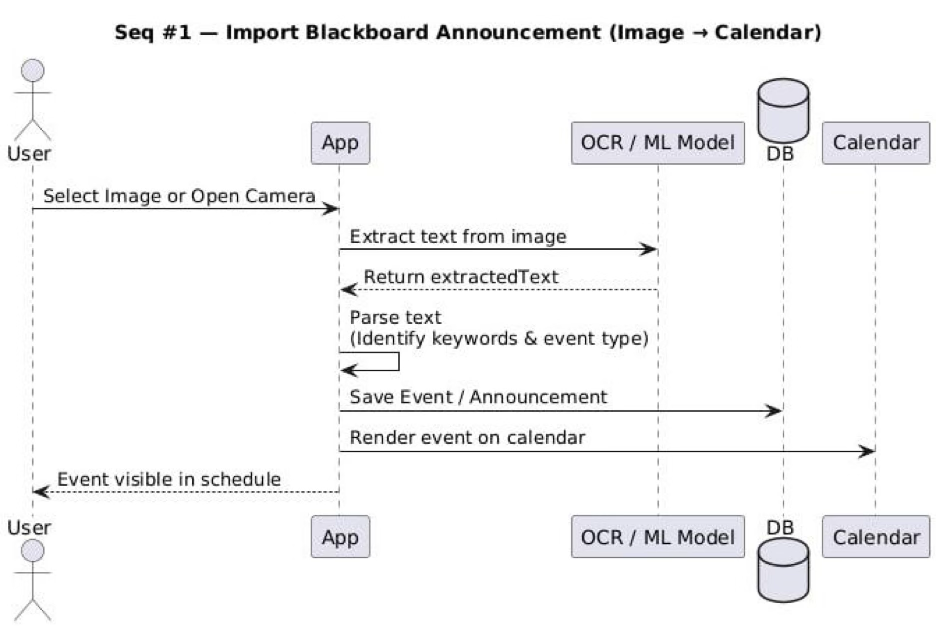 Seq #1 — Import Blackboard Announcement (Image → Calendar)
User
App
OCR / ML Model
DB
Calendar
Select Image or Open Camera
Extract text from image
Return extractedText
Parse text
(Identify keywords & event type)
Save Event / Announcement
Render event on calendar
Event visible in schedule
User
App
OCR / ML Model
DB
Calendar